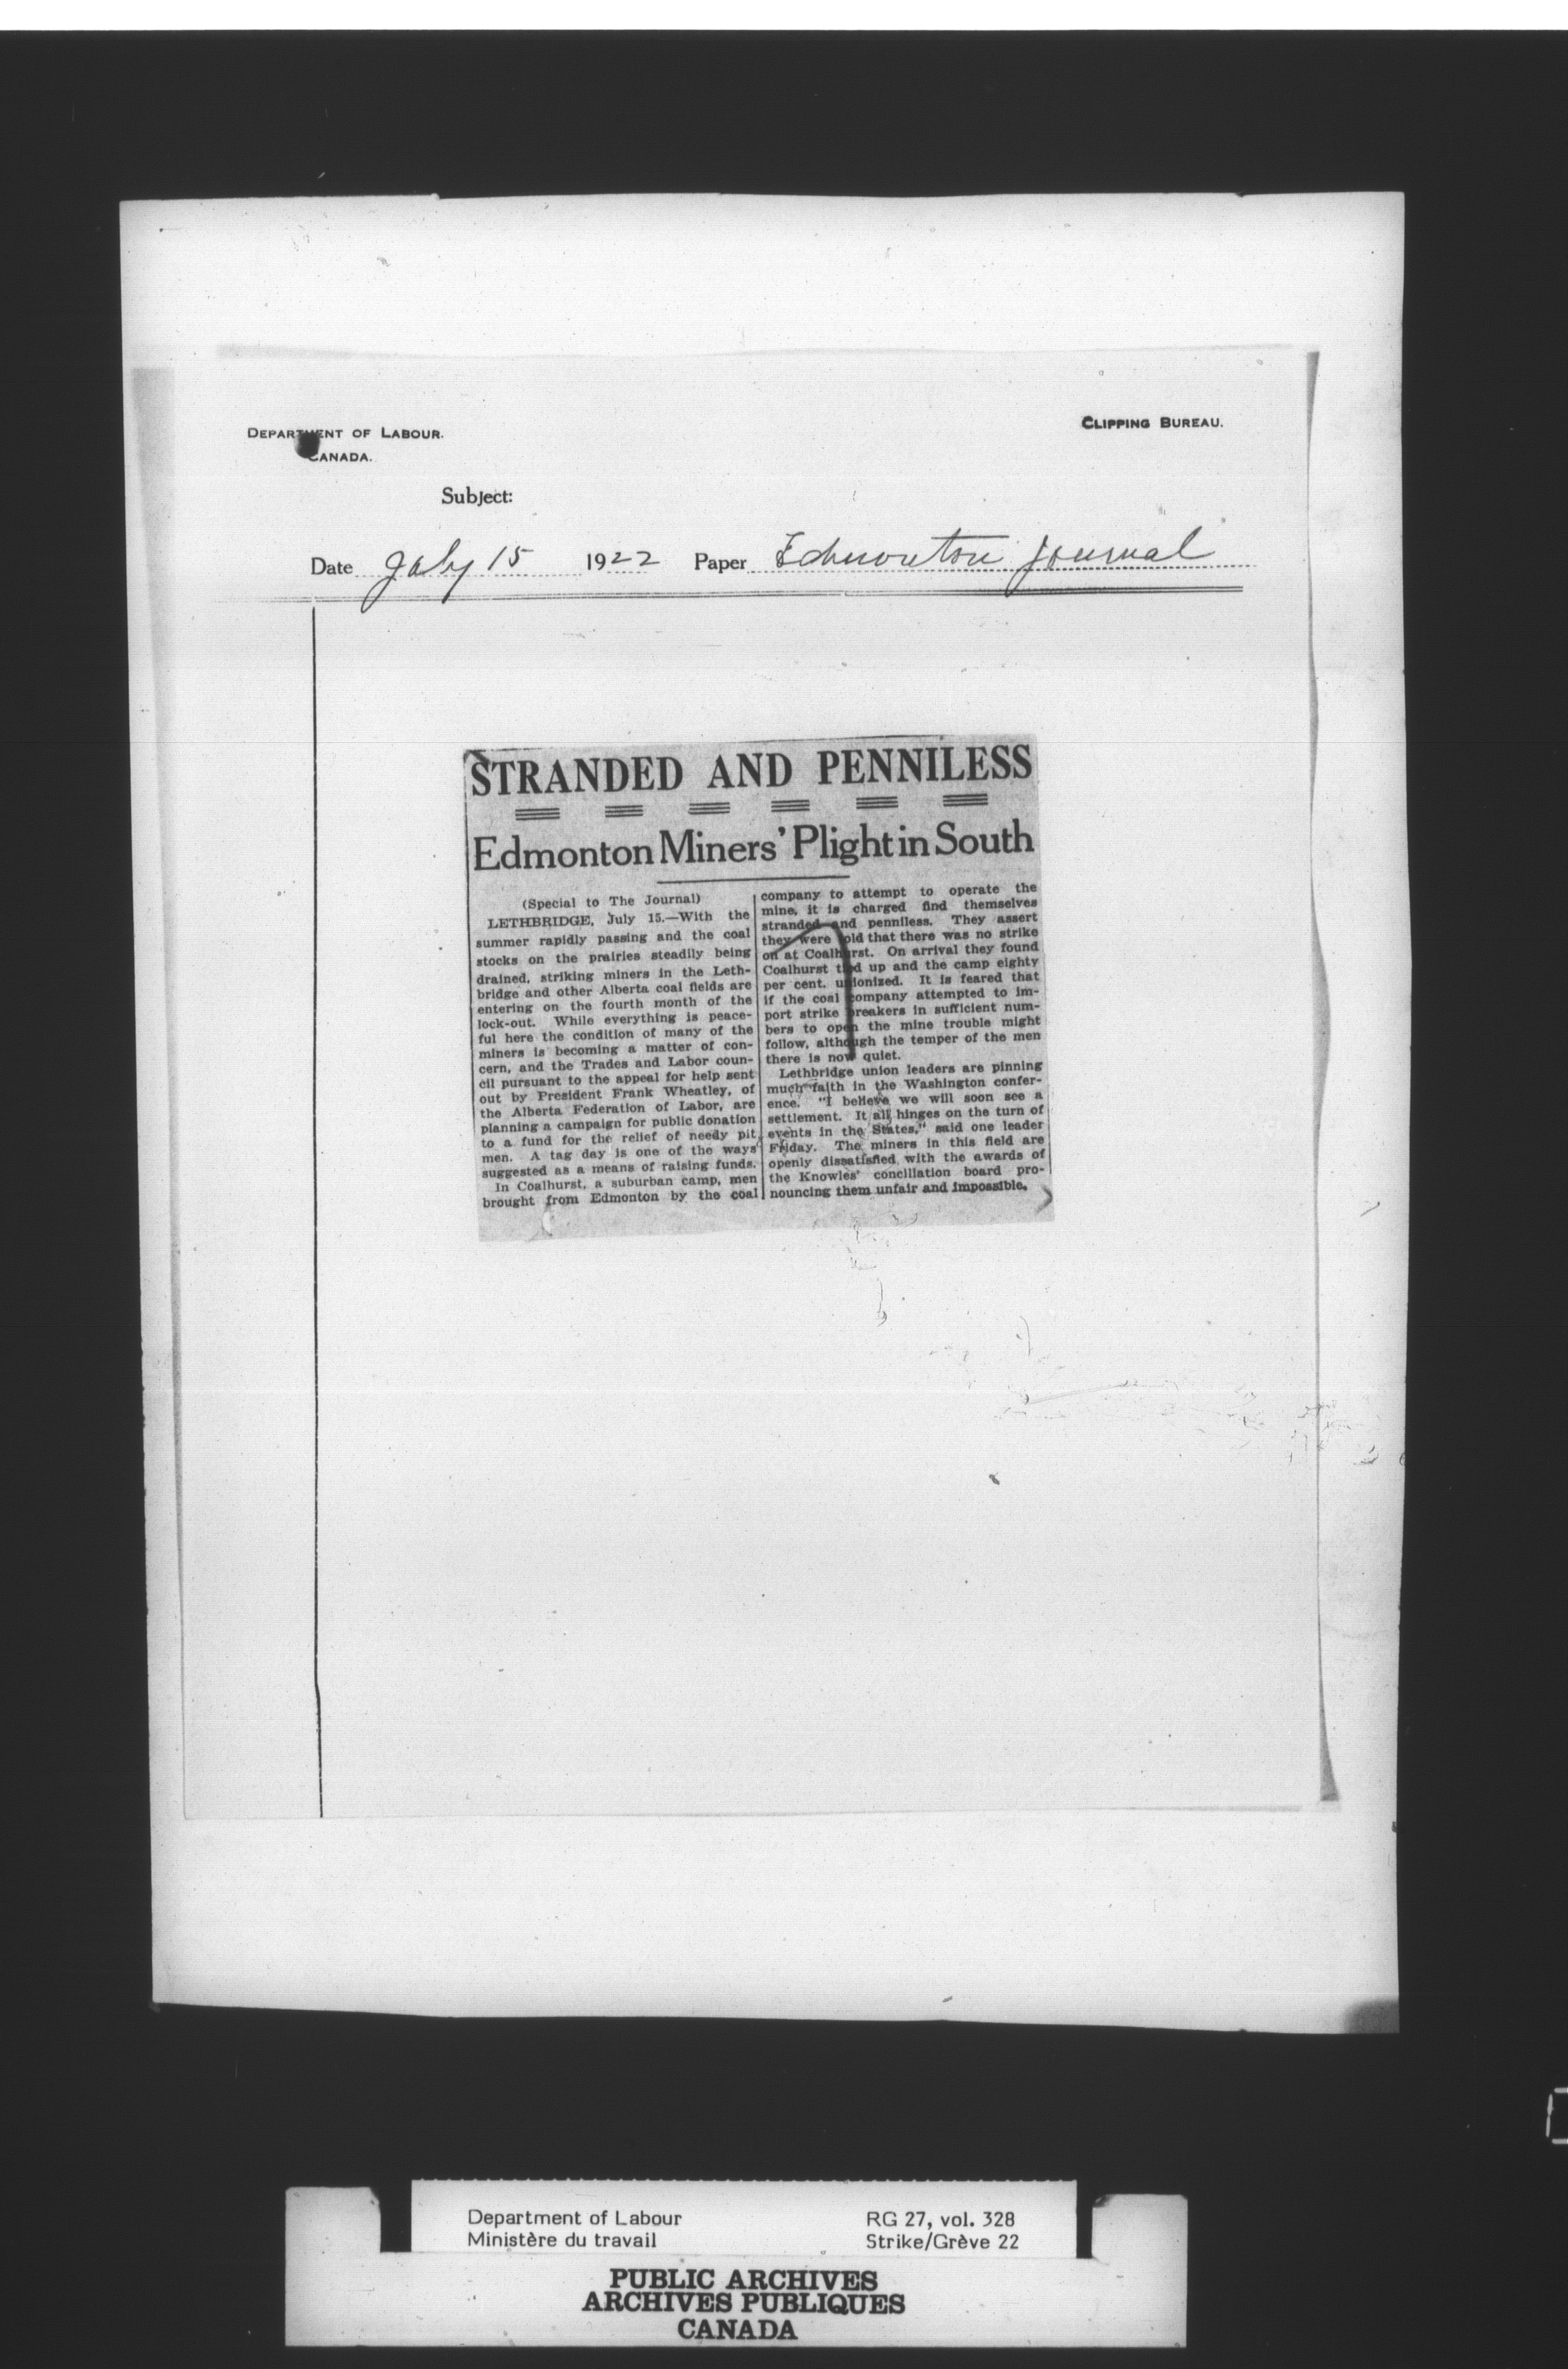 DEPARTMENT OF LABOUR.
CANADA.
CLIPPING BUREAU.
Subject:
Date July 15 1922 Paper Edmonton Journal
STRANDED AND PENNILESS
Edmonton Miners' Plight in South
(Special to The Journal)
LETHBRIDGE, July 15.—With the
summer rapidly passing and the coal
stocks on the prairies steadily being
drained, striking miners in the Leth-
bridge and other Alberta coal fields are
entering on the fourth month of the
lock-out. While everything is peace-
ful here the condition of many of the
miners is becoming a matter of con-
cern, and the Trades and Labor coun-
cil pursuant to the appeal for help sent
out by President Frank Wheatley, of
the Alberta Federation of Labor, are
planning a campaign for public donation
to a fund for the relief of needy pit
men. A tag day is one of the ways
suggested as a means of raising funds.
In Coalhurst, a suburban camp, men
brought from Edmonton by the coal
company to attempt to operate the
mine, it is charged find themselves
stranded and penniless. They assert
they were told that there was no strike
on at Coalhurst. On arrival they found
Coalhurst tied up and the camp eighty
per cent. unionized. It is feared that
if the coal company attempted to im-
port strike breakers in sufficient num-
bers to open the mine trouble might
follow, although the temper of the men
there is now quiet.
Lethbridge union leaders are pinning
much faith in the Washington confer-
ence. "I believe we will soon see a
settlement. It all hinges on the turn of
events in the States," said one leader
Friday. The miners in this field are
openly dissatisfied with the awards of
the Knowles' conciliation board pro-
nouncing them unfair and impossible.
Department of Labour
Ministère du travail
RG 27, vol. 328
Strike/Grève 22
PUBLIC ARCHIVES
ARCHIVES PUBLIQUES
CANADA